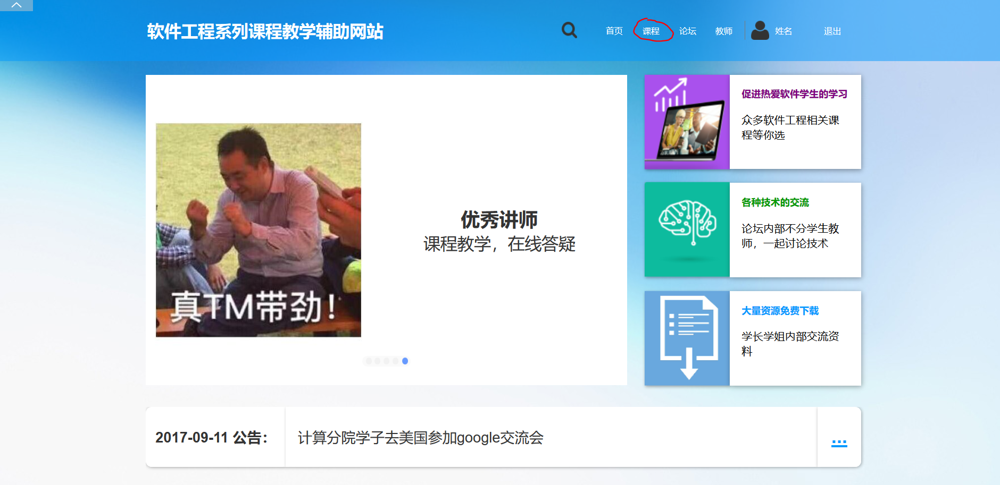 软件工程系列课程教学辅助网站
首页 课程 论坛 教师 姓名 退出
真TM带劲!
优秀讲师
课程教学，在线答疑
促进热爱软件学生的学习
众多软件工程相关课
程等你选
各种技术的交流
论坛内部不分学生教
师，一起讨论技术
大量资源免费下载
学长学姐内部交流资
料
2017-09-11 公告： 计算分院学子去美国参加google交流会 ...